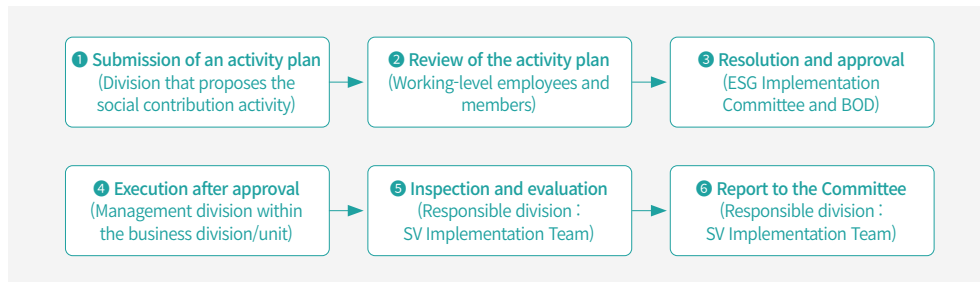 ❶ Submission of an activity plan
(Division that proposes the
social contribution activity)
❷ Review of the activity plan
(Working-level employees and
members)
❸ Resolution and approval
(ESG Implementation
Committee and BOD)
❹ Execution after approval
(Management division within
the business division/unit)
❺ Inspection and evaluation
(Responsible division :
SV Implementation Team)
❻ Report to the Committee
(Responsible division :
SV Implementation Team)